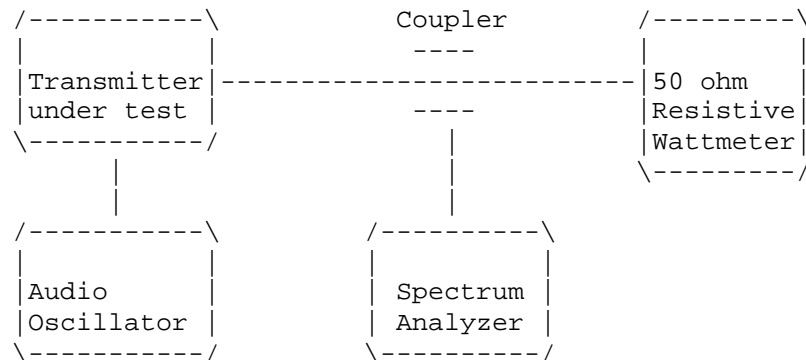 Coupler
Transmitter
under test
50 ohm
Resistive
Wattmeter
Audio
Oscillator
Spectrum
Analyzer